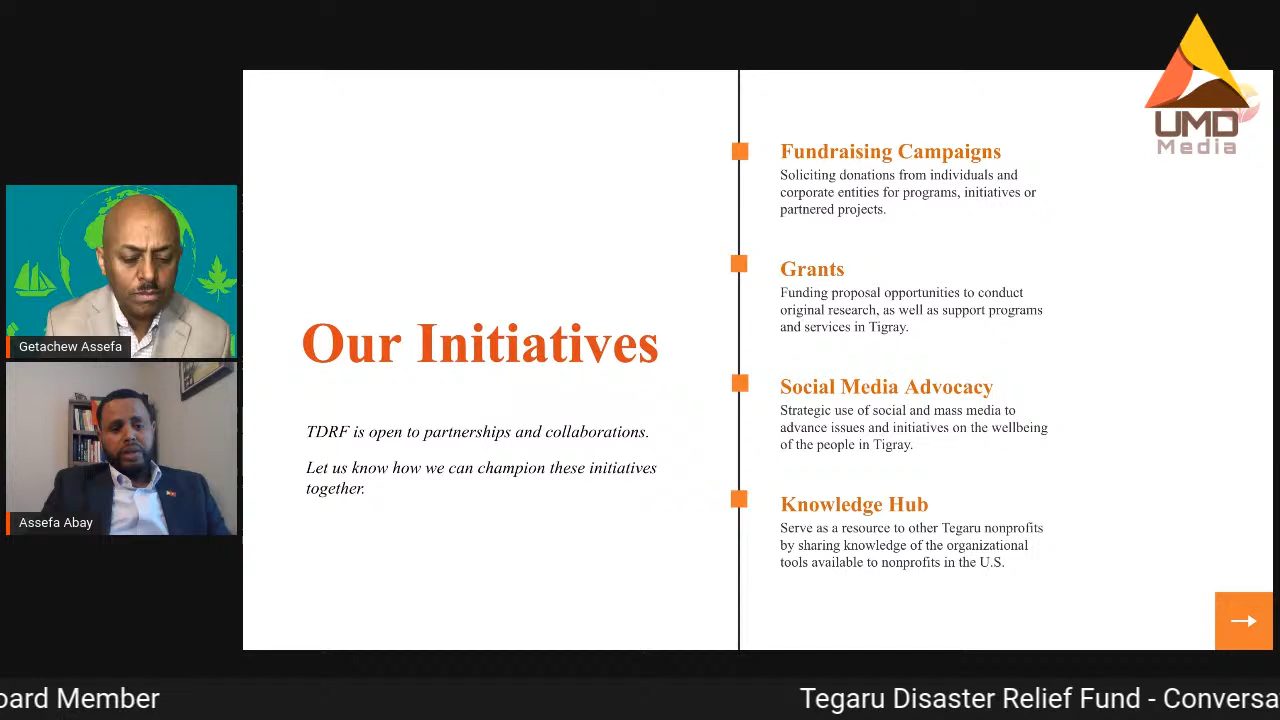 UMD
Media
Getachew Assefa
Assefa Abay
Our Initiatives
TDRF is open to partnerships and collaborations.
Let us know how we can champion these initiatives
together.
Fundraising Campaigns
Soliciting donations from individuals and
corporate entities for programs, initiatives or
partnered projects.
Grants
Funding proposal opportunities to conduct
original research, as well as support programs
and services in Tigray.
Social Media Advocacy
Strategic use of social and mass media to
advance issues and initiatives on the wellbeing
of the people in Tigray.
Knowledge Hub
Serve as a resource to other Tegaru nonprofits
by sharing knowledge of the organizational
tools available to nonprofits in the U.S.
oard Member
Tegaru Disaster Relief Fund - Conversa